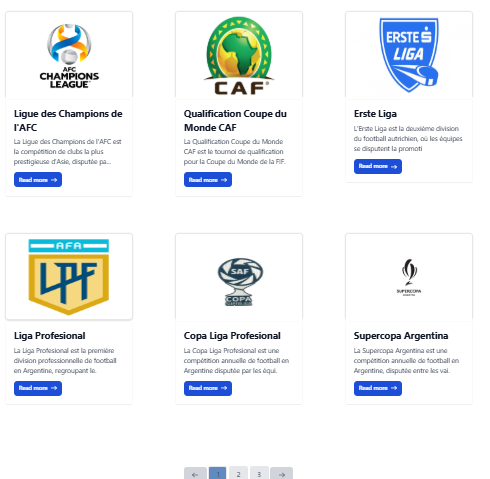 AFC
CHAMPIONS
LEAGUE
Ligue des Champions de
l'AFC
La Ligue des Champions de l'AFC est
la compétition de clubs la plus
prestigieuse d'Asie, disputée pa...
Read more →
CAF
Qualification Coupe du
Monde CAF
La Qualification Coupe du Monde
CAF est le tournoi de qualification
pour la Coupe du Monde de la FIF.
Read more →
ERSTE
LIGA
Erste Liga
L'Erste Liga est la deuxième division
du football autrichien, où les équipes
se disputent la promoti
Read more →
AFA
LPF
Liga Profesional
La Liga Profesional est la première
division professionnelle de football
en Argentine, regroupant le.
Read more →
SAF
COPA
Copa Liga Profesional
La Copa Liga Profesional est une
compétition annuelle de football en
Argentine disputée par les équi.
Read more →
SUPERCOPA
Supercopa Argentina
La Supercopa Argentina est une
compétition annuelle de football en
Argentine, disputée entre les vai.
Read more →
← 1 2 3 →